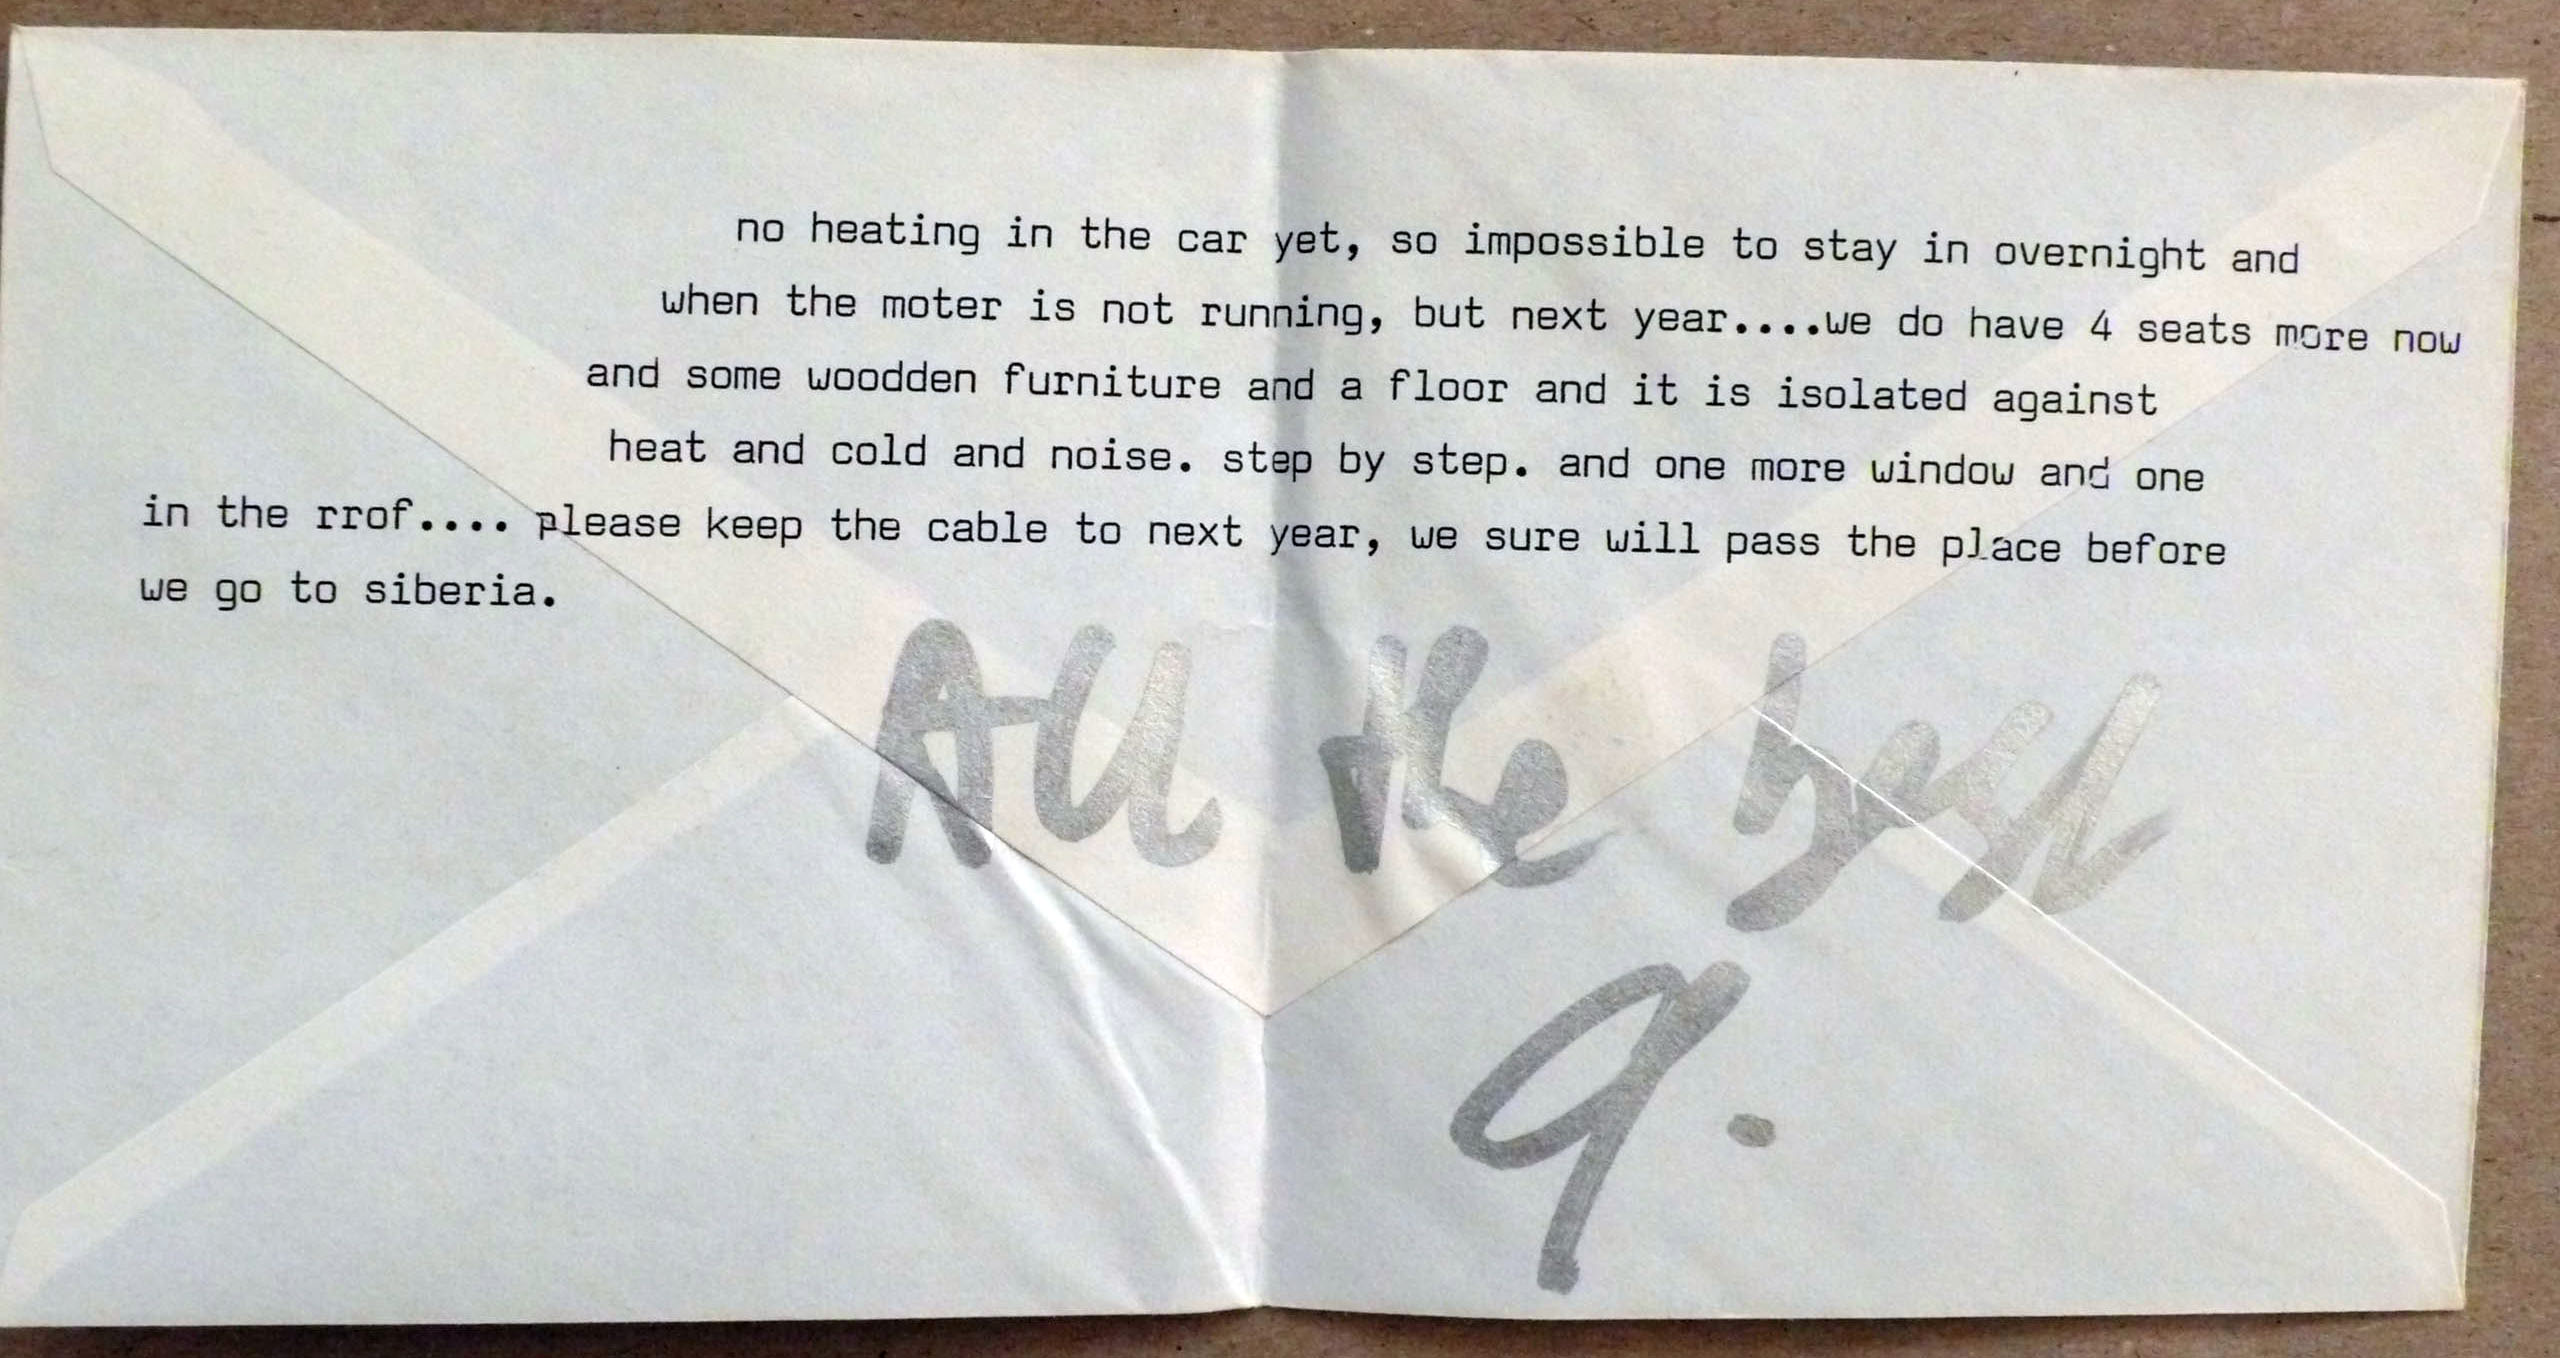 no heating in the car yet, so impossible to stay in overnight and
when the moter is not running, but next year....we do have 4 seats more now
and some woodden furniture and a floor and it is isolated against
heat and cold and noise. step by step. and one more window and one
in the rrof.... please keep the cable to next year, we sure will pass the place before
we go to siberia.
All the best
q.